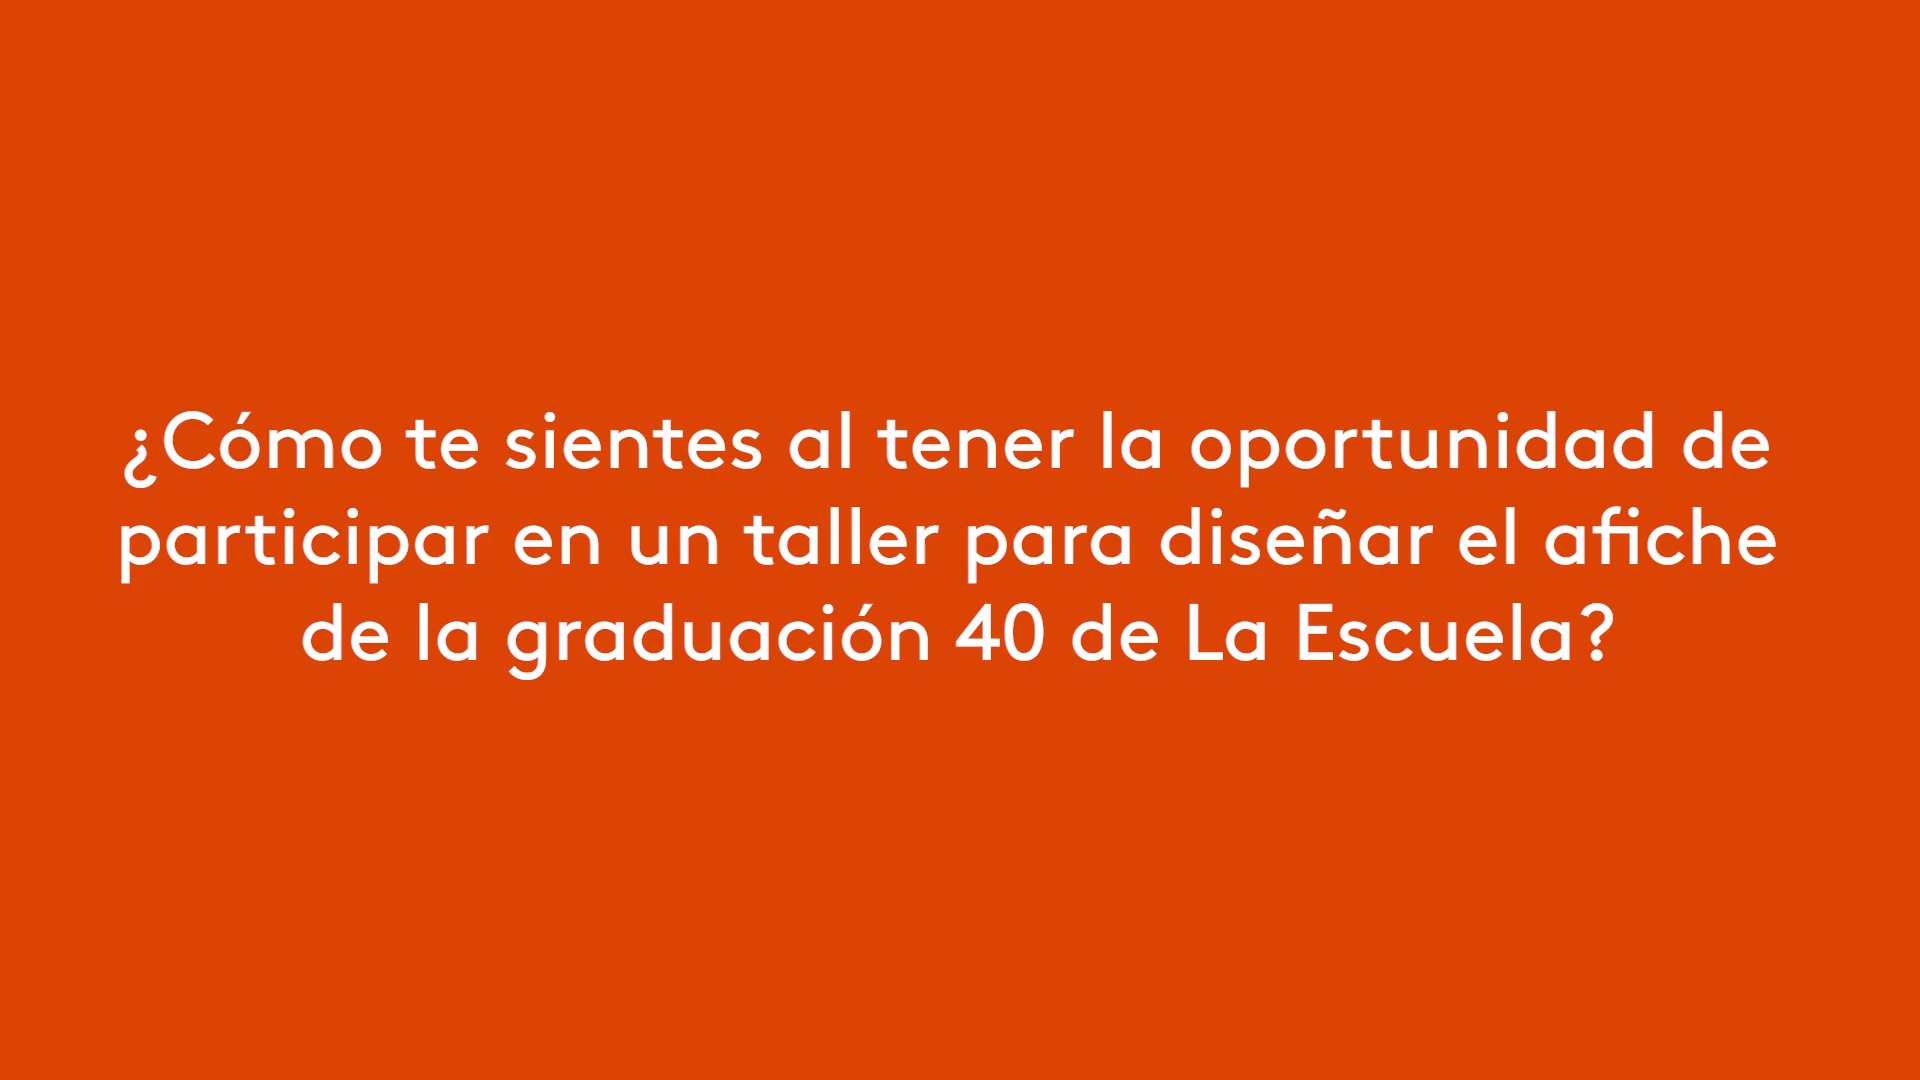 ¿Cómo te sientes al tener la oportunidad de
participar en un taller para diseñar el afiche
de la graduación 40 de La Escuela?